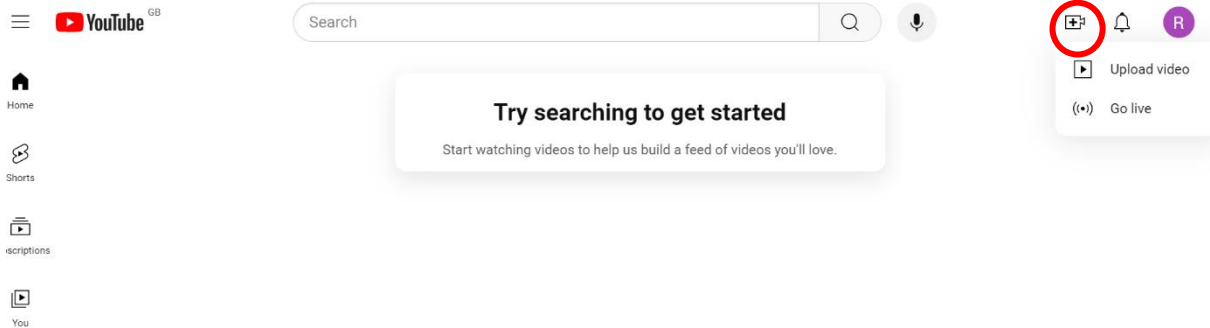 YouTube GB
Search
R
Upload video
Go live
Home
Try searching to get started
Start watching videos to help us build a feed of videos you'll love.
Shorts
scriptions
You